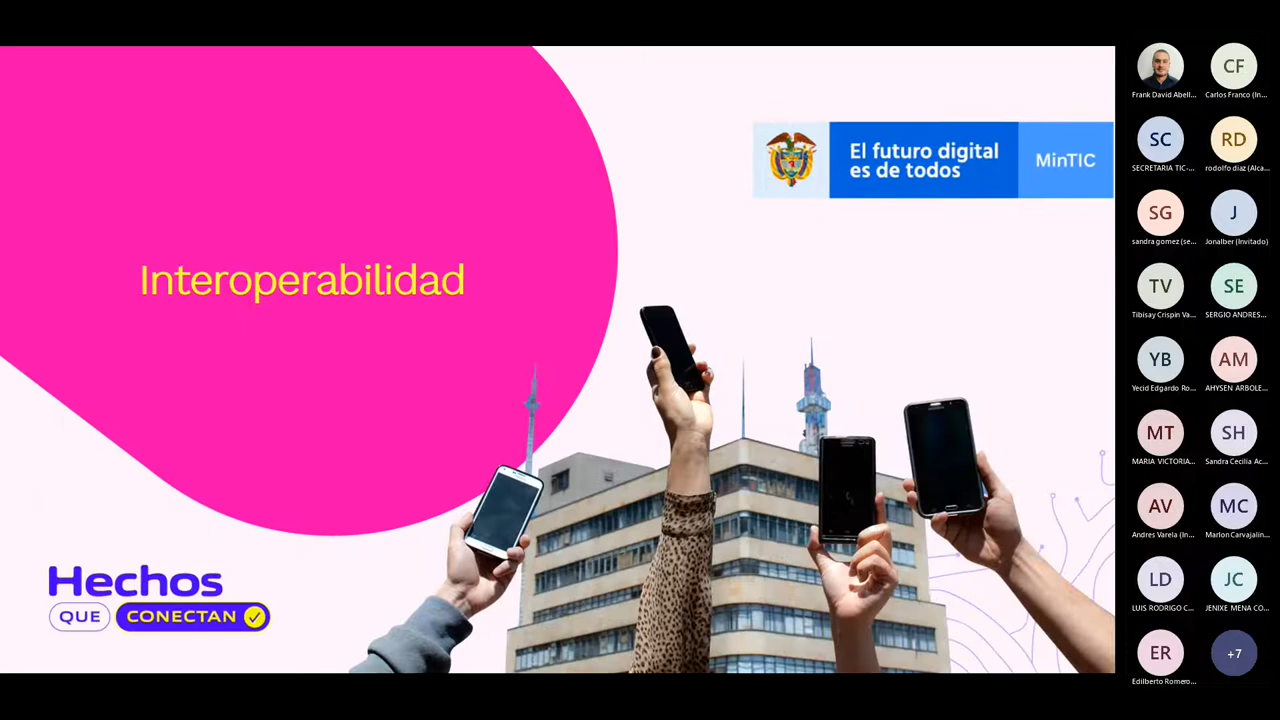 El futuro digital
es de todos
MinTIC
Interoperabilidad
Hechos
QUE CONECTAN
Frank David Abell...
CF
Carlos Franco (In...
SC
SECRETARIA TIC-...
RD
rodolfo diaz (Alca...
SG
sandra gomez (se...
J
Jonalber (Invitado)
TV
Tibisay Crispin Va...
SE
SERGIO ANDRES...
YB
Yecid Edgardo Ro...
AM
AHYSEN ARBOLE...
MT
MARIA VICTORIA...
SH
Sandra Cecilia Ac...
AV
Andres Varela (In...
MC
Marlon Carvajalin...
LD
LUIS RODRIGO C...
JC
JENIXE MENA CO...
ER
Edilberto Romero...
+7